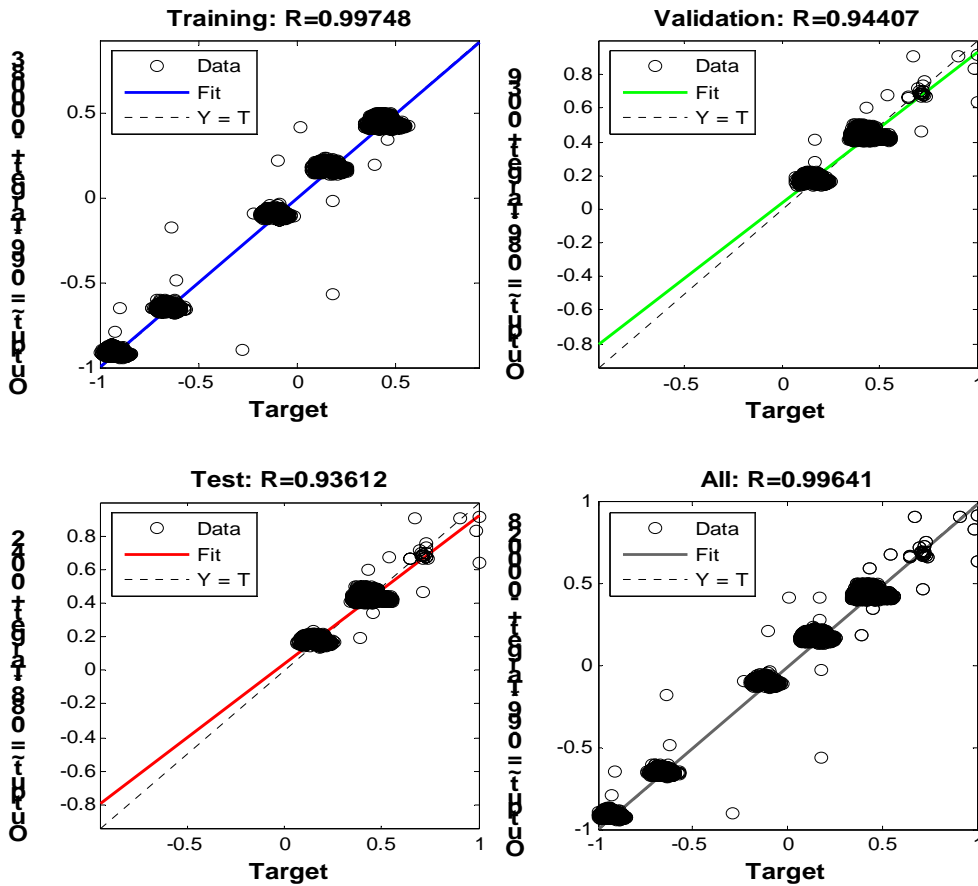 Training: R=0.99748
Data
Fit
Y = T
0.5
0
-0.5
-1
-1 -0.5 0 0.5
Target
Validation: R=0.94407
Data
Fit
Y = T
0.8
0.6
0.4
0.2
0
-0.2
-0.4
-0.6
-0.8
-0.5 0 0.5 1
Target
Test: R=0.93612
Data
Fit
Y = T
0.8
0.6
0.4
0.2
0
-0.2
-0.4
-0.6
-0.8
-0.5 0 0.5 1
Target
All: R=0.99641
Data
Fit
Y = T
1
0.5
0
-0.5
-1
-1 -0.5 0 0.5 1
Target